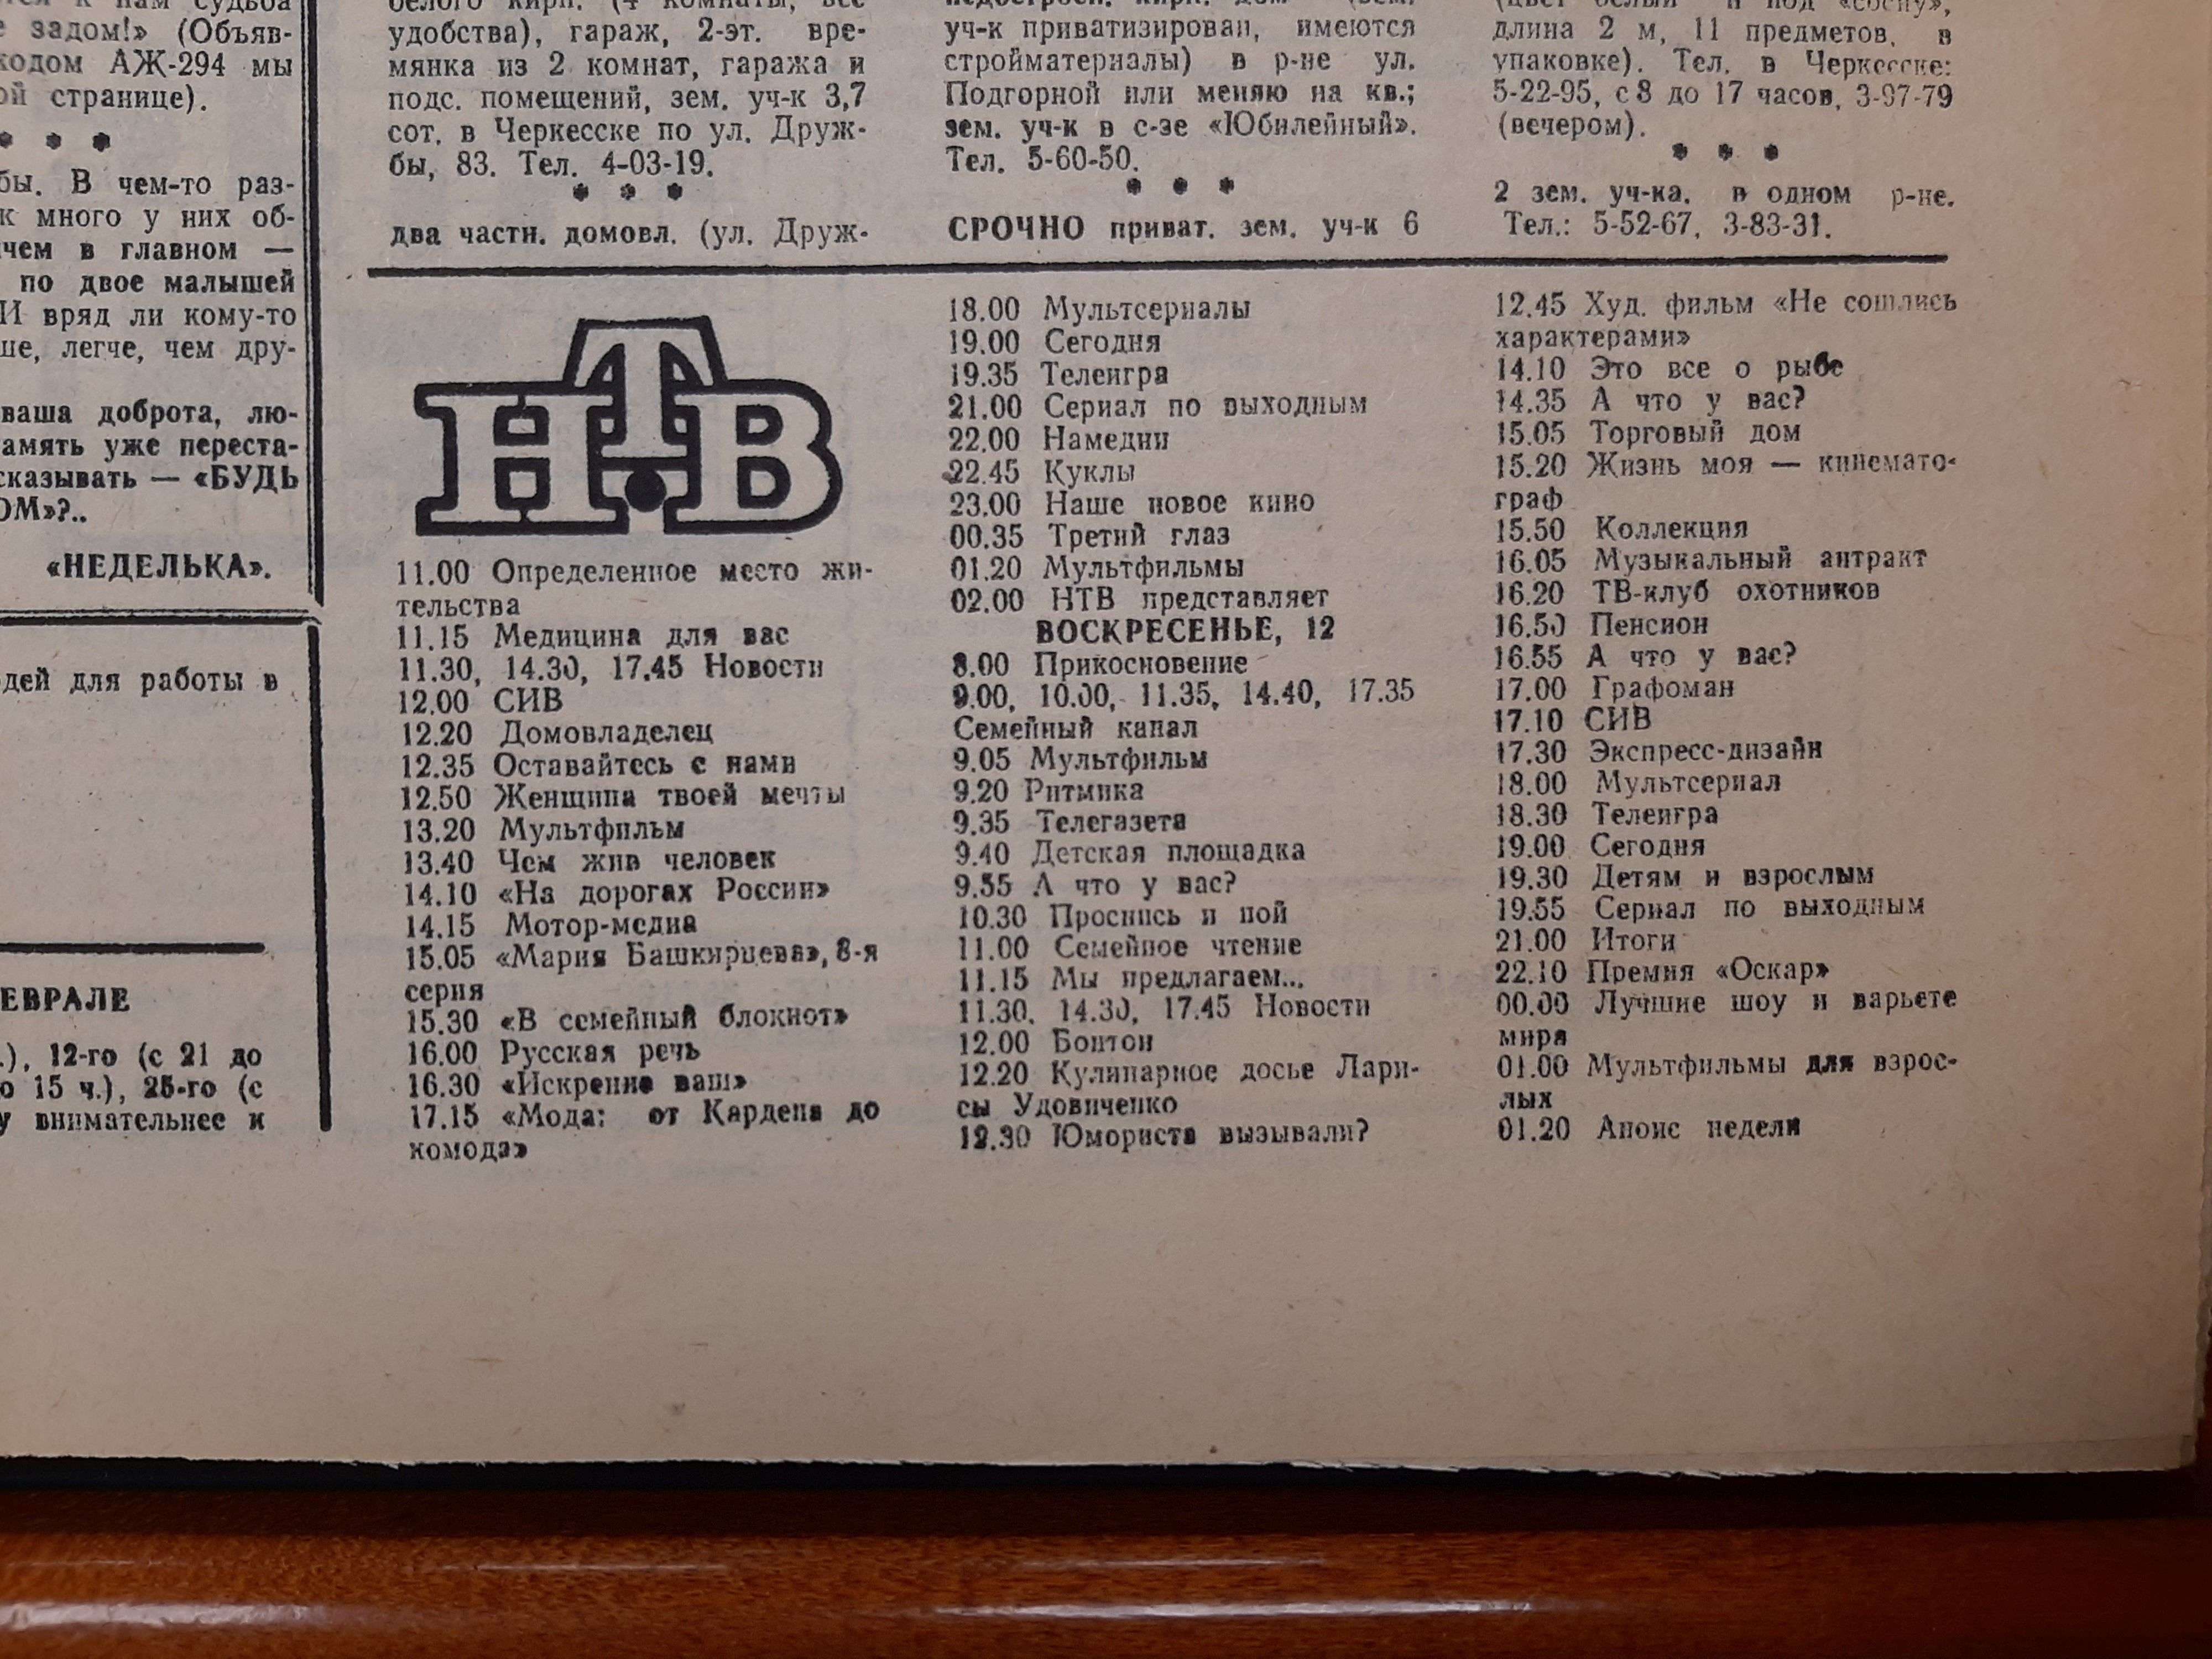 задом!» (Объяв-
кодом АЖ-294 мы
странице).
* * *
бы. В чем-то раз-
к много у них об-
чем в главном —
по двое малышей
И вряд ли кому-то
ше, легче, чем дру-
ваша доброта, лю-
амять уже переста-
сказывать — «БУДЬ
ОМ»?..
«НЕДЕЛЬКА».
дей для работы в
ЕВРАЛЕ
.), 12-го (с 21 до
о 15 ч.), 25-го (с
у внимательнее и
белого кирп. (4 комнаты, все
удобства), гараж, 2-эт. вре-
мянка из 2 комнат, гаража и
подс. помещений, зем. уч-к 3,7
сот. в Черкесске по ул. Друж-
бы, 83. Тел. 4-03-19.
* * *
два частн. домовл. (ул. Друж-
недостроен. кирп. дом (зем.
уч-к приватизирован, имеются
стройматериалы) в р-не ул.
Подгорной или меняю на кв.;
зем. уч-к в с-зе «Юбилейный».
Тел. 5-60-50.
* * *
СРОЧНО приват. зем. уч-к 6
(цвет белый и под «сосну»,
длина 2 м, 11 предметов, в
упаковке). Тел. в Черкесске:
5-22-95, с 8 до 17 часов, 3-97-79
(вечером).
* * *
2 зем. уч-ка. в одном р-не.
Тел.: 5-52-67, 3-83-31.
НТВ
11.00 Определенное место жи-
тельства
11.15 Медицина для вас
11.30, 14.30, 17.45 Новости
12.00 СИВ
12.20 Домовладелец
12.35 Оставайтесь с нами
12.50 Женщина твоей мечты
13.20 Мультфильм
13.40 Чем жив человек
14.10 «На дорогах России»
14.15 Мотор-медиа
15.05 «Мария Башкирцева», 8-я
серия
15.30 «В семейный блокнот»
16.00 Русская речь
16.30 «Искренне ваш»
17.15 «Мода: от Кардена до
комода»
18.00 Мультсериалы
19.00 Сегодня
19.35 Телеигра
21.00 Сериал по выходным
22.00 Намедни
22.45 Куклы
23.00 Наше новое кино
00.35 Третий глаз
01.20 Мультфильмы
02.00 НТВ представляет
ВОСКРЕСЕНЬЕ, 12
8.00 Прикосновение
9.00, 10.00, 11.35, 14.40, 17.35
Семейный канал
9.05 Мультфильм
9.20 Ритмика
9.35 Телегазета
9.40 Детская площадка
9.55 А что у вас?
10.30 Проснись и пой
11.00 Семейное чтение
11.15 Мы предлагаем...
11.30, 14.30, 17.45 Новости
12.00 Бонтон
12.20 Кулинарное досье Лари-
сы Удовиченко
12.30 Юмориста вызывали?
12.45 Худ. фильм «Не сошлись
характерами»
14.10 Это все о рыбе
14.35 А что у вас?
15.05 Торговый дом
15.20 Жизнь моя — кинемато-
граф
15.50 Коллекция
16.05 Музыкальный антракт
16.20 ТВ-клуб охотников
16.50 Пенсион
16.55 А что у вас?
17.00 Графоман
17.10 СИВ
17.30 Экспресс-дизайн
18.00 Мультсериал
18.30 Телеигра
19.00 Сегодня
19.30 Детям и взрослым
19.55 Сериал по выходным
21.00 Итоги
22.10 Премия «Оскар»
00.00 Лучшие шоу и варьете
мира
01.00 Мультфильмы для взрос-
лых
01.20 Анонс недели